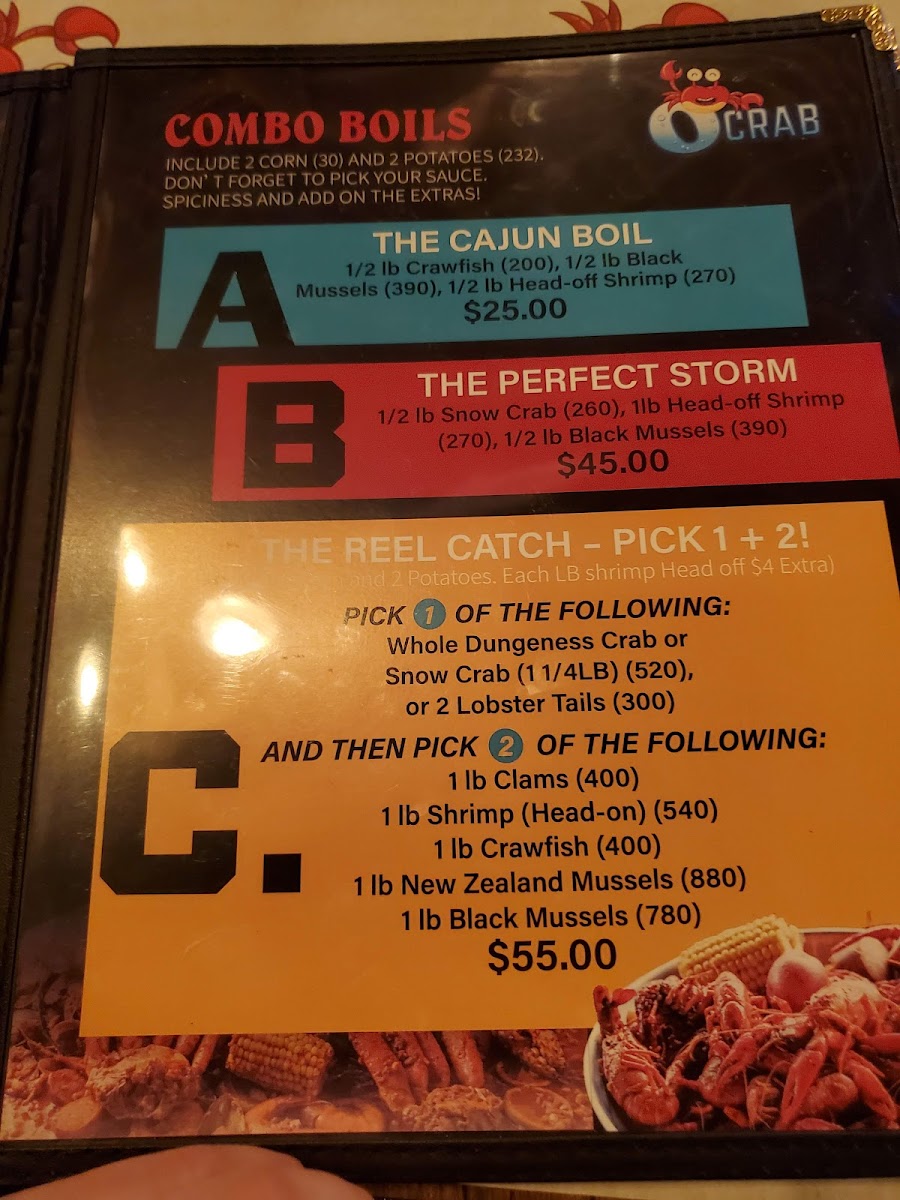 O CRAB
COMBO BOILS
INCLUDE 2 CORN (30) AND 2 POTATOES (232).
DON' T FORGET TO PICK YOUR SAUCE.
SPICINESS AND ADD ON THE EXTRAS!
A
THE CAJUN BOIL
1/2 lb Crawfish (200), 1/2 lb Black
Mussels (390), 1/2 lb Head-off Shrimp (270)
$25.00
B
THE PERFECT STORM
1/2 lb Snow Crab (260), 1lb Head-off Shrimp
(270), 1/2 lb Black Mussels (390)
$45.00
C.
THE REEL CATCH – PICK 1 + 2!
and 2 Potatoes. Each LB shrimp Head off $4 Extra)
PICK 1 OF THE FOLLOWING:
Whole Dungeness Crab or
Snow Crab (1 1/4LB) (520),
or 2 Lobster Tails (300)
AND THEN PICK 2 OF THE FOLLOWING:
1 lb Clams (400)
1 lb Shrimp (Head-on) (540)
1 lb Crawfish (400)
1 lb New Zealand Mussels (880)
1 lb Black Mussels (780)
$55.00